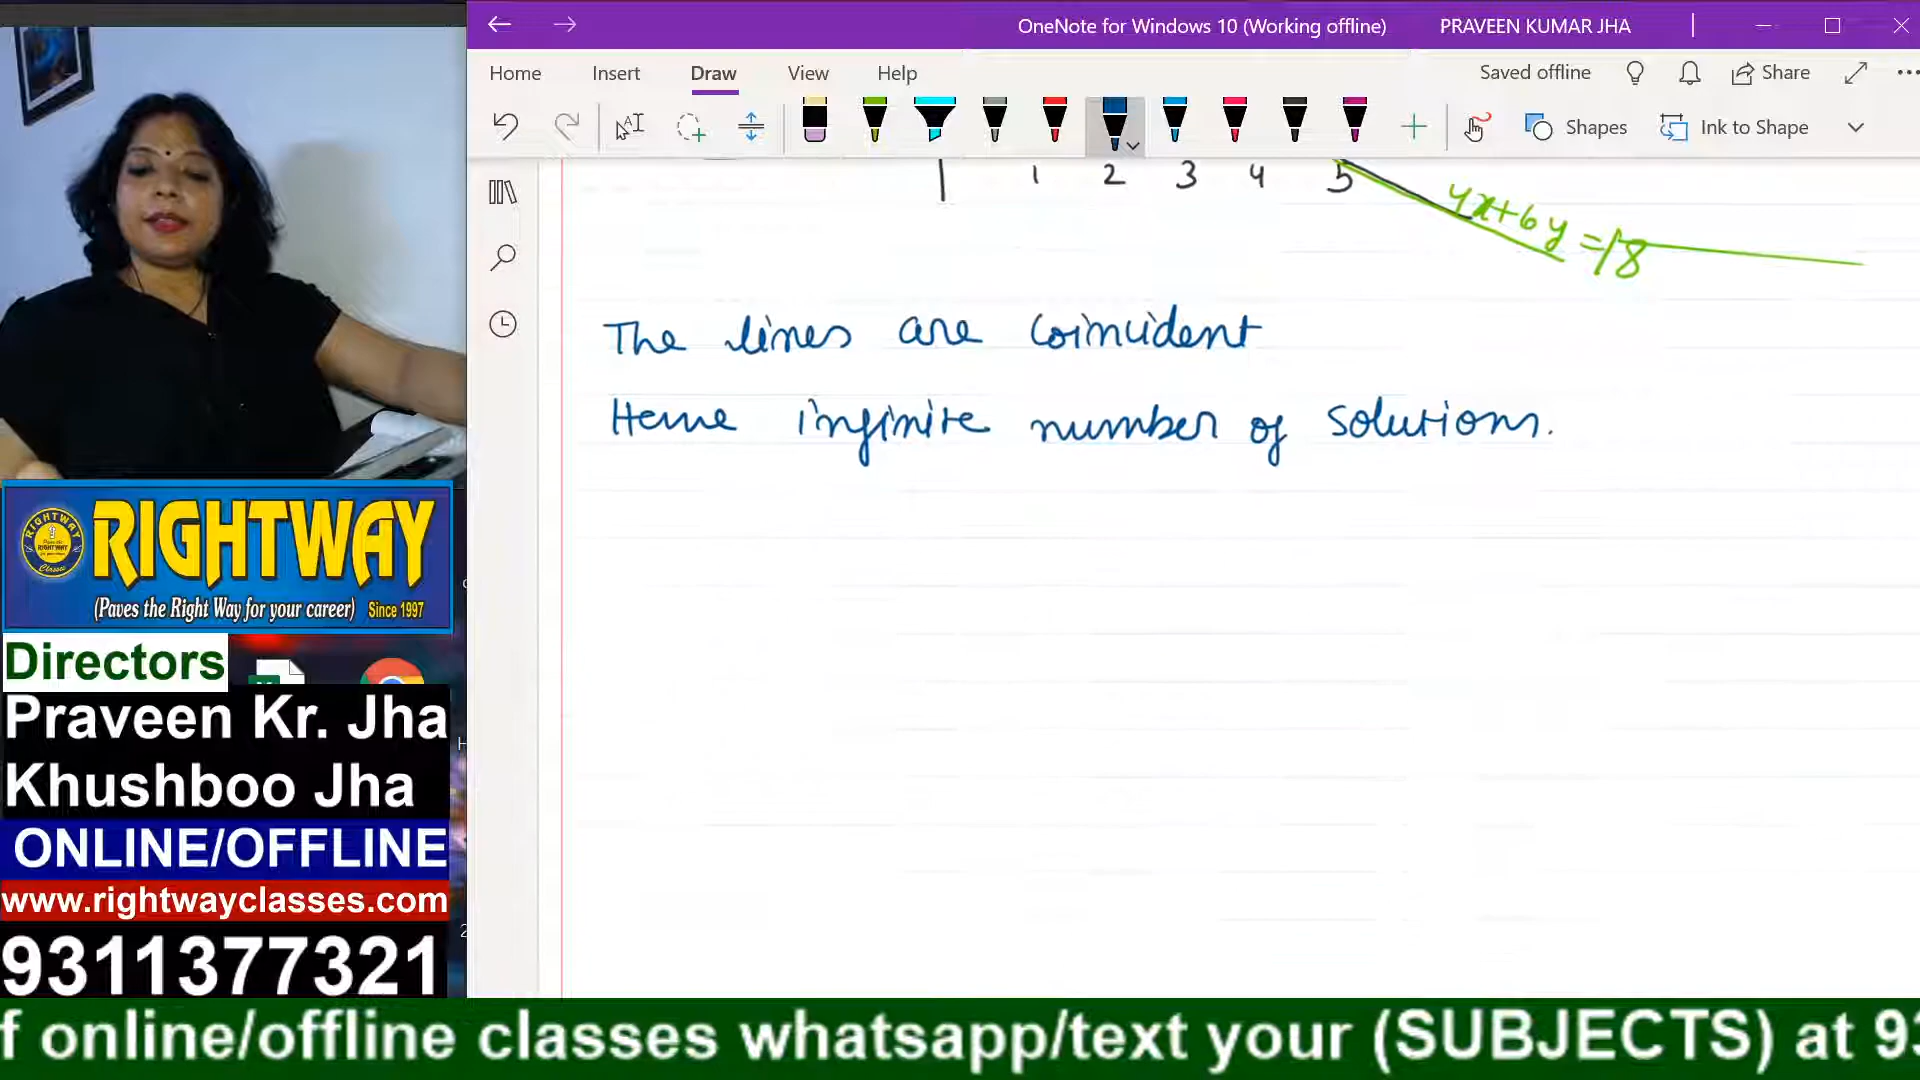 OneNote for Windows 10 (Working offline)
PRAVEEN KUMAR JHA
Home Insert Draw View Help
Saved offline
Share
Shapes
Ink to Shape
1 2 3 4 5
4x+6y=18
The lines are coincident
Hence infinite number of solutions.
RIGHTWAY
(Paves the Right Way for your career) Since 1997
Directors
Praveen Kr. Jha
Khushboo Jha
ONLINE/OFFLINE
www.rightwayclasses.com
9311377321
f online/offline classes whatsapp/text your (SUBJECTS) at 93